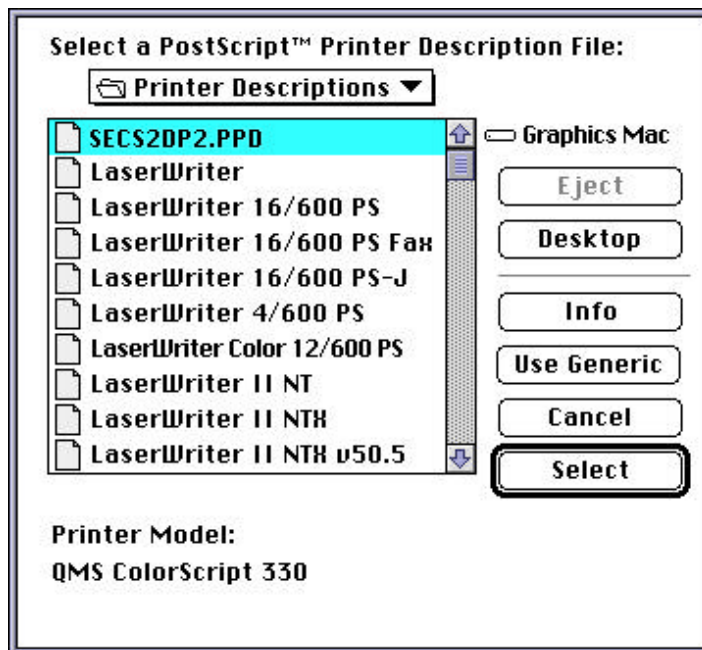 Select a PostScript™ Printer Description File:
Printer Descriptions
SECS2DP2.PPD
LaserWriter
LaserWriter 16/600 PS
LaserWriter 16/600 PS Fax
LaserWriter 16/600 PS-J
LaserWriter 4/600 PS
LaserWriter Color 12/600 PS
LaserWriter II NT
LaserWriter II NTX
LaserWriter II NTX v50.5
Graphics Mac
Eject
Desktop
Info
Use Generic
Cancel
Select
Printer Model:
QMS ColorScript 330